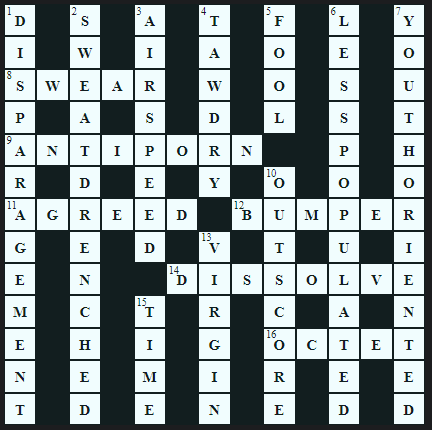 1 D 2 S 3 A 4 T 5 F 6 L 7 Y
I W I A O E O
8 S W E A R W O S U
P A S D L S T
9 A N T I P O R N P H
R D E Y 10 O O O
11 A G R E E D 12 B U M P E R
G E D 13 V T U I
E N 14 D I S S O L V E
M C 15 T R C A N
E H I G 16 O C T E T
N E M I R E E
T D E N E D D